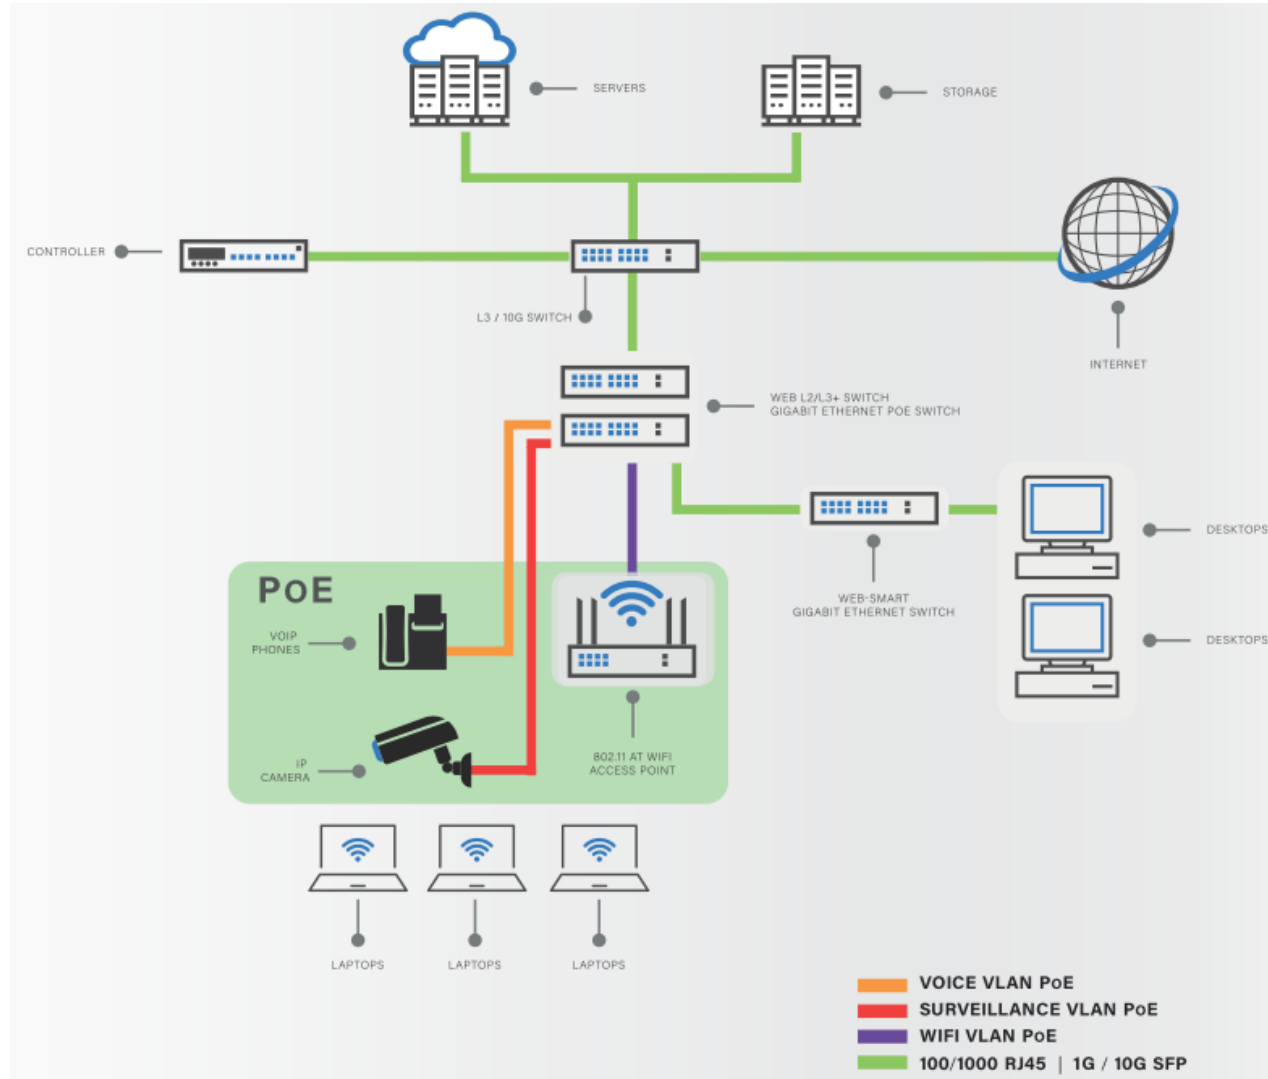 SERVERS
STORAGE
CONTROLLER
L3 / 10G SWITCH
INTERNET
WEB L2/L3+ SWITCH
GIGABIT ETHERNET POE SWITCH
DESKTOPS
WEB-SMART
GIGABIT ETHERNET SWITCH
PoE
VOIP
PHONES
DESKTOPS
802.11 AT WIFI
ACCESS POINT
IP
CAMERA
LAPTOPS
LAPTOPS
LAPTOPS
VOICE VLAN PoE
SURVEILLANCE VLAN PoE
WIFI VLAN PoE
100/1000 RJ45 | 1G / 10G SFP